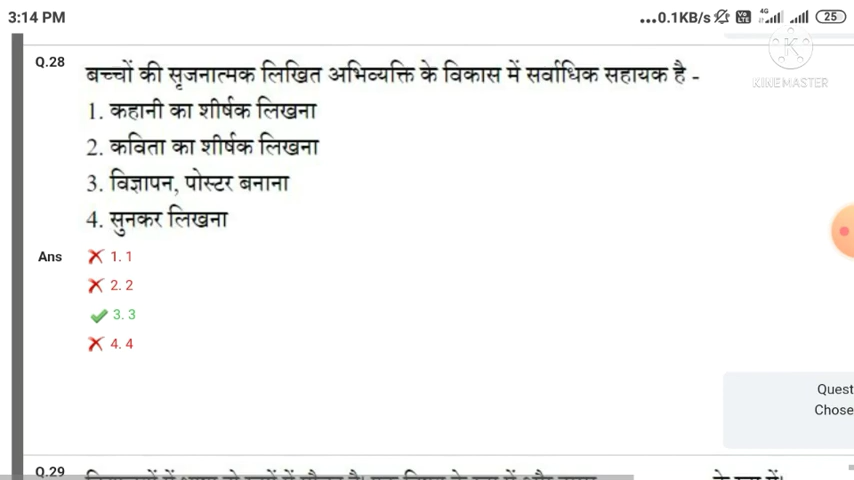 3:14 PM
...0.1KB/s 4G 25
KINEMASTER
Q.28
बच्चों की सृजनात्मक लिखित अभिव्यक्ति के विकास में सर्वाधिक सहायक है -
1. कहानी का शीर्षक लिखना
2. कविता का शीर्षक लिखना
3. विज्ञापन, पोस्टर बनाना
4. सुनकर लिखना
Ans
1. 1
2. 2
3. 3
4. 4
Quest
Chose
Q.29